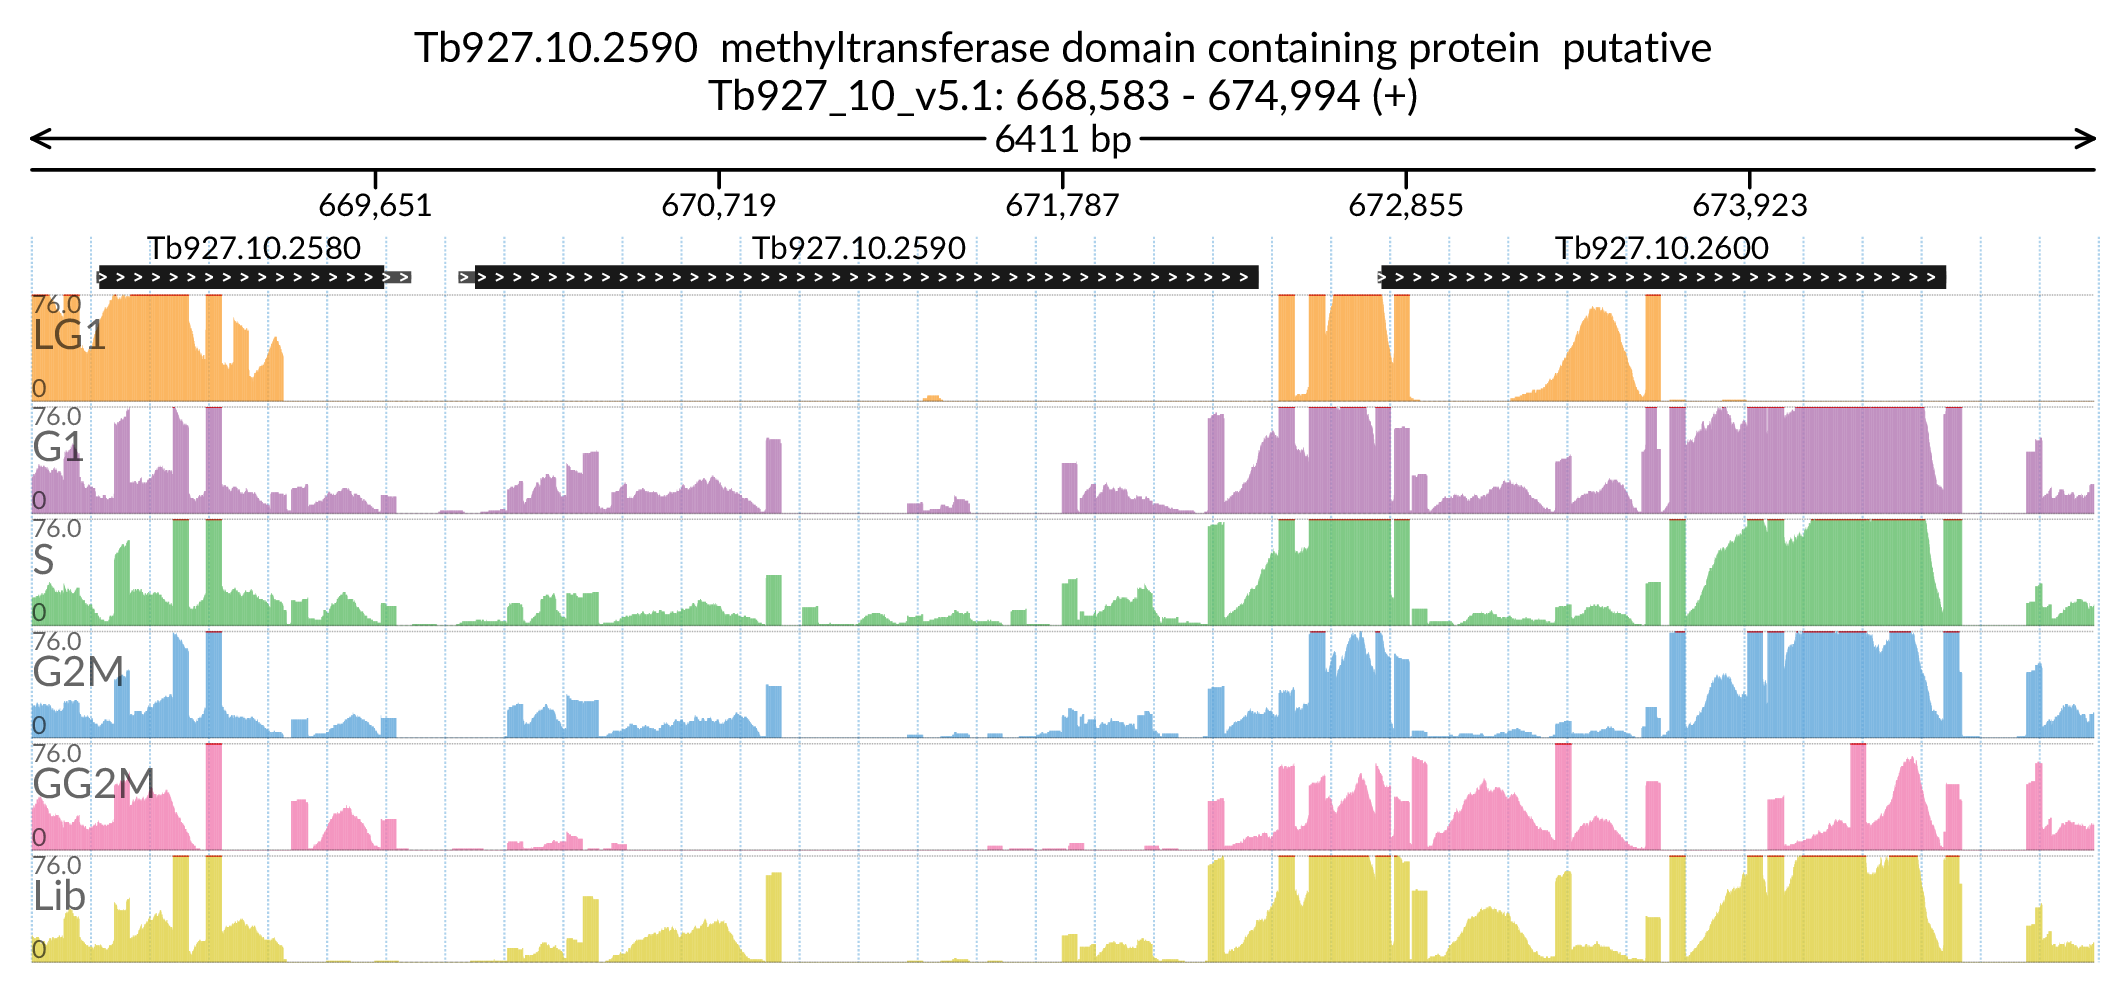 Tb927.10.2590  methyltransferase domain containing protein  putative
Tb927_10_v5.1: 668,583 - 674,994 (+)
6411 bp
669,651 670,719 671,787 672,855 673,923
Tb927.10.2580 Tb927.10.2590 Tb927.10.2600
76.0
LG1
0
76.0
G1
0
76.0
S
0
76.0
G2M
0
76.0
GG2M
0
76.0
Lib
0